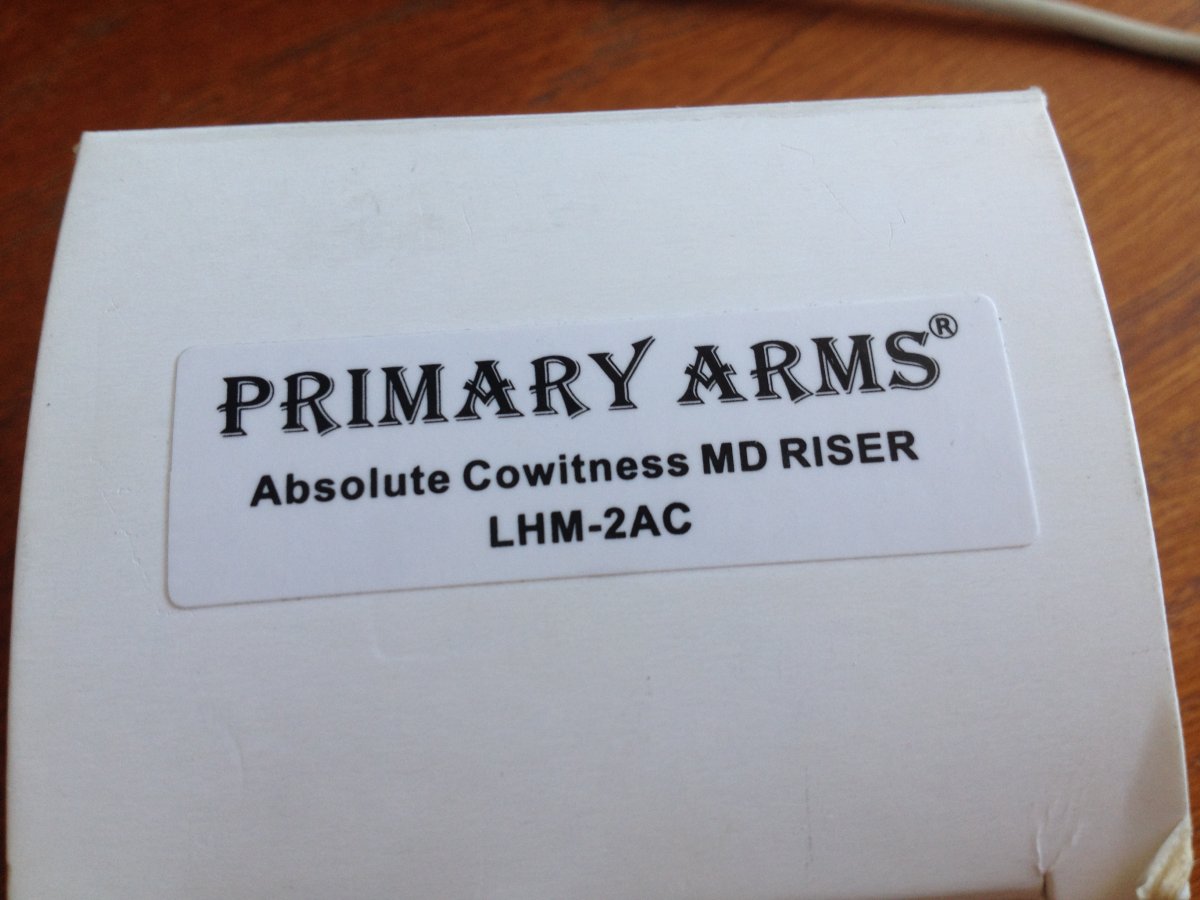 PRIMARY ARMS®
Absolute Cowitness MD RISER
LHM-2AC